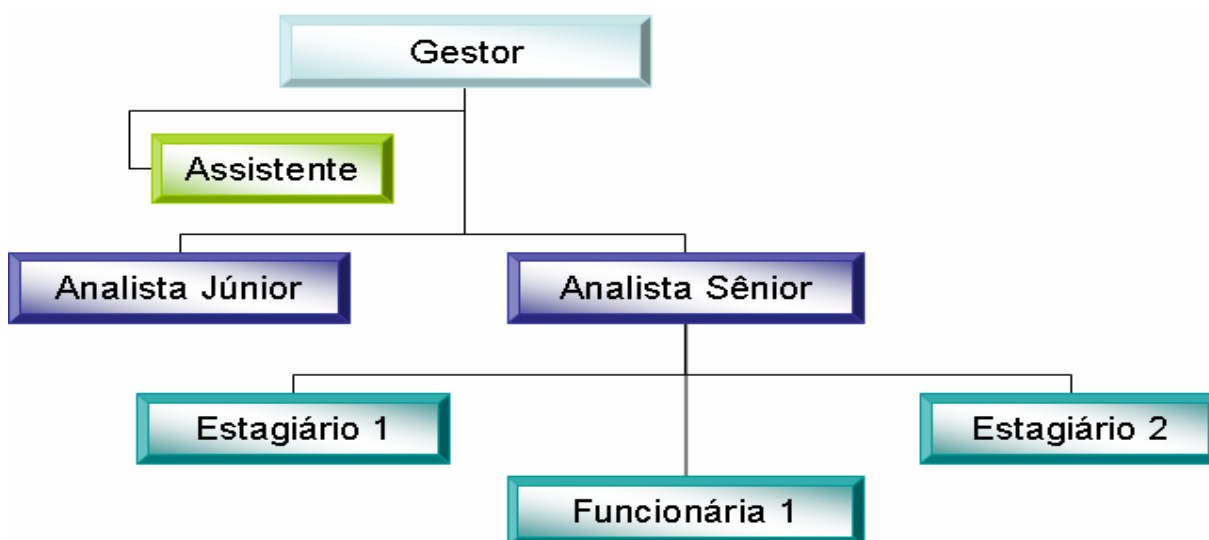 Gestor
Assistente
Analista Júnior
Analista Sênior
Estagiário 1
Estagiário 2
Funcionária 1